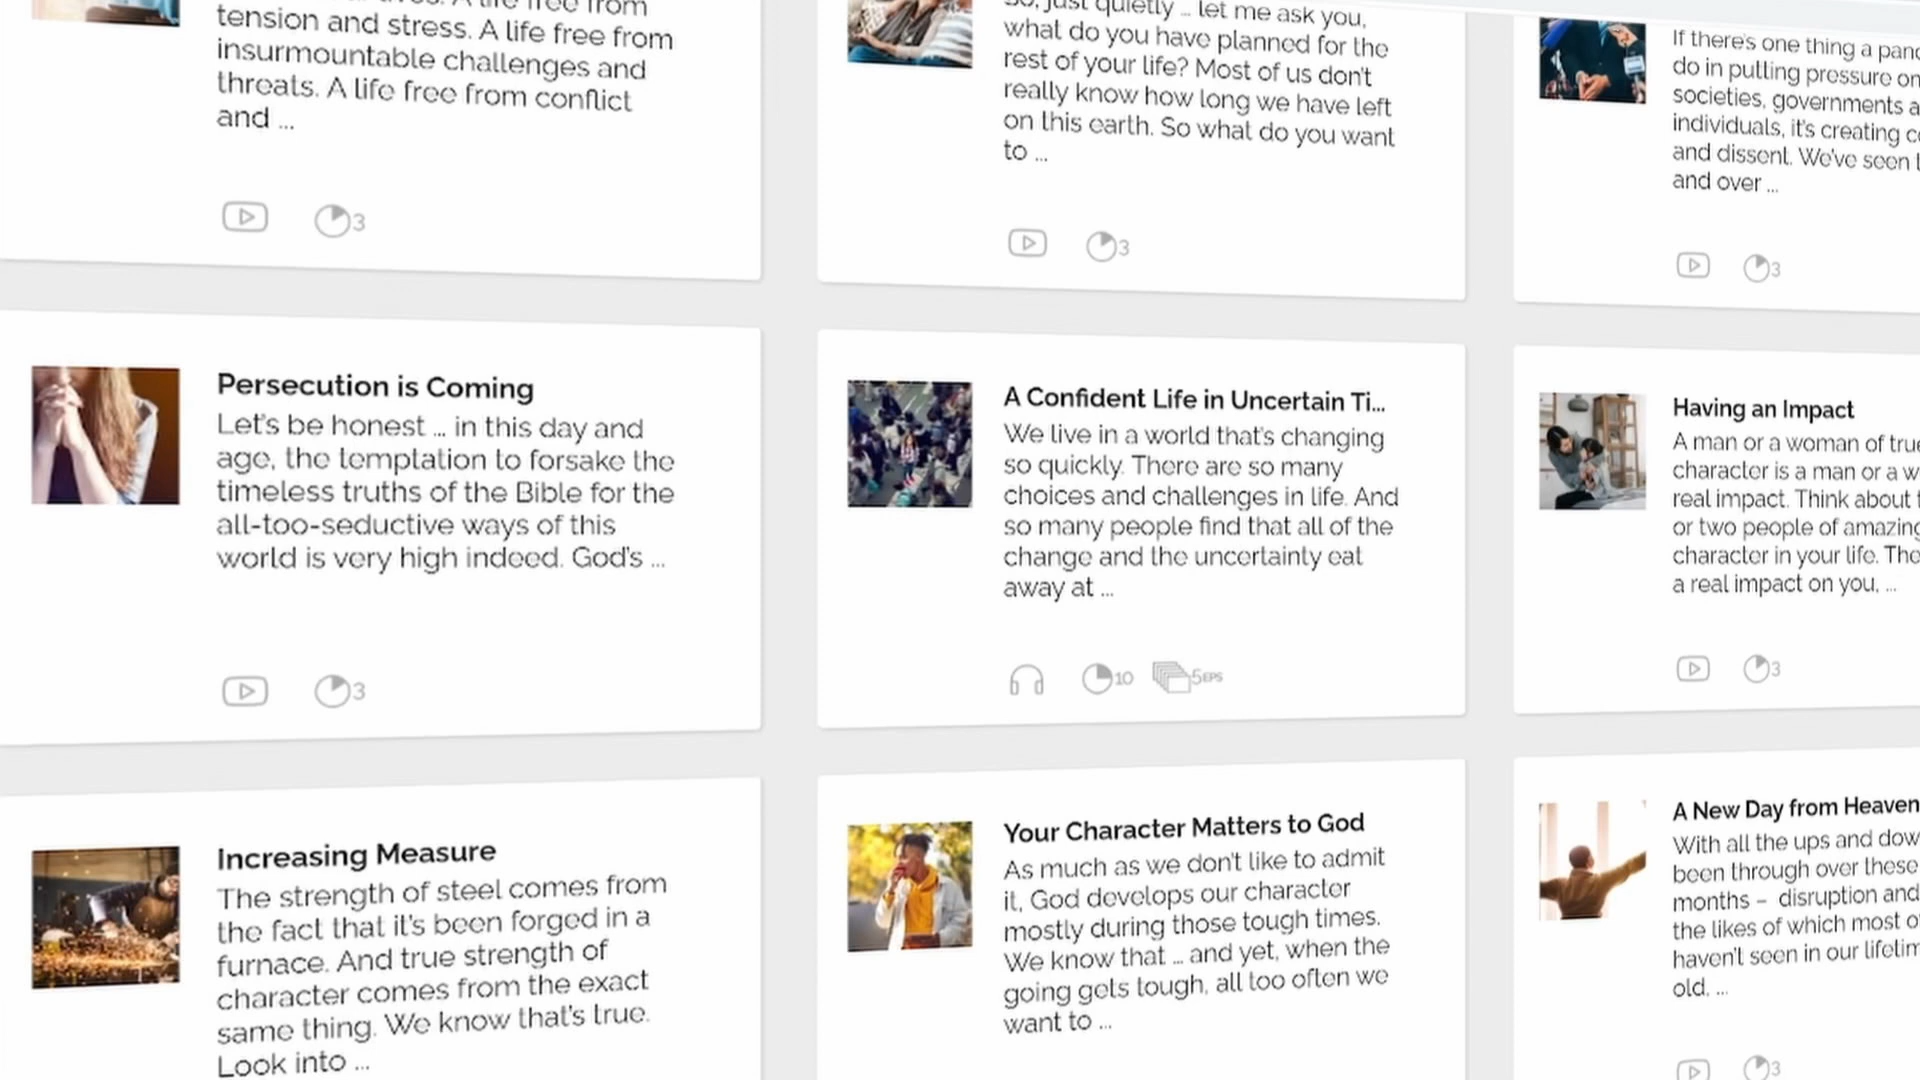 tension and stress. A life free from
insurmountable challenges and
threats. A life free from conflict
and ...
3
So, just quietly ... let me ask you,
what do you have planned for the
rest of your life? Most of us don't
really know how long we have left
on this earth. So what do you want
to ...
3
If there's one thing a
do in pulling pressure on
societies, governments
individuals, it's creating
and dissent. We've seen
and over ...
3
Persecution is Coming
Let's be honest ... in this day and
age, the temptation to forsake the
timeless truths of the Bible for the
all-too-seductive ways of this
world is very high indeed. God's ...
3
A Confident Life in Uncertain Ti...
We live in a world that's changing
so quickly. There are so many
choices and challenges in life. And
so many people find that all of the
change and the uncertainty eat
away at ...
10 5EPS
Having an Impact
A man or a woman of true
character is a man or a
real impact. Think about
or two people of amazing
character in your life.
a real impact on you, ...
3
Increasing Measure
The strength of steel comes from
the fact that it's been forged in a
furnace. And true strength of
character comes from the exact
same thing. We know that's true.
Look into ...
Your Character Matters to God
As much as we don't like to admit
it, God develops our character
mostly during those tough times.
We know that ... and yet, when the
going gets tough, all too often we
want to ...
A New Day from Heaven
With all the ups and
been through over these
months – disruption and
the likes of which most
haven't seen in our
old, ...
3